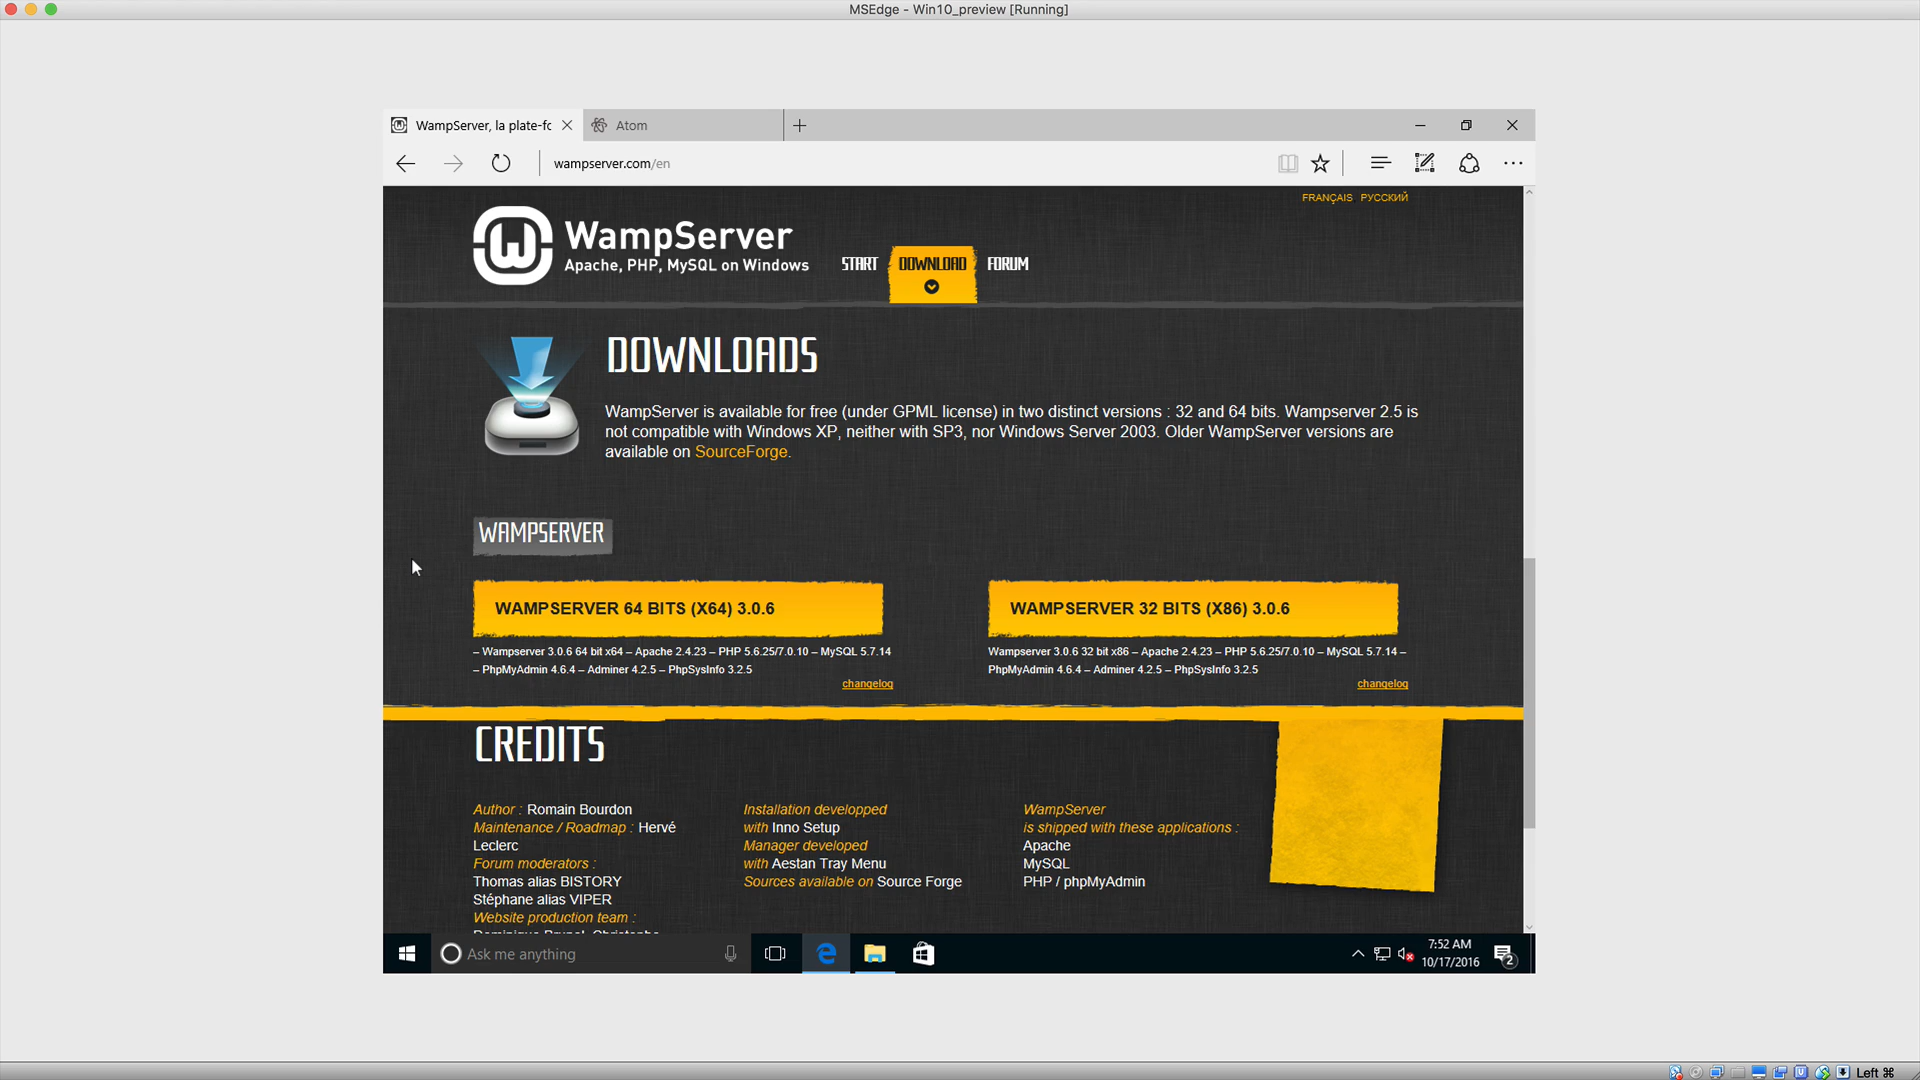 MSEdge - Win10_preview [Running]
WampServer, la plate-fc
Atom
wampserver.com/en
FRANÇAIS РУССКИЙ
WampServer
Apache, PHP, MySQL on Windows
START
DOWNLOAD
FORUM
DOWNLOADS
WampServer is available for free (under GPML license) in two distinct versions : 32 and 64 bits. Wampserver 2.5 is
not compatible with Windows XP, neither with SP3, nor Windows Server 2003. Older WampServer versions are
available on SourceForge.
WAMPSERVER
WAMPSERVER 64 BITS (X64) 3.0.6
– Wampserver 3.0.6 64 bit x64 – Apache 2.4.23 – PHP 5.6.25/7.0.10 – MySQL 5.7.14
– PhpMyAdmin 4.6.4 – Adminer 4.2.5 – PhpSysInfo 3.2.5
changelog
WAMPSERVER 32 BITS (X86) 3.0.6
Wampserver 3.0.6 32 bit x86 – Apache 2.4.23 – PHP 5.6.25/7.0.10 – MySQL 5.7.14 –
PhpMyAdmin 4.6.4 – Adminer 4.2.5 – PhpSysInfo 3.2.5
changelog
CREDITS
Author : Romain Bourdon
Maintenance / Roadmap : Hervé
Leclerc
Forum moderators :
Thomas alias BISTORY
Stéphane alias VIPER
Website production team :
Installation developped
with Inno Setup
Manager developed
with Aestan Tray Menu
Sources available on Source Forge
WampServer
is shipped with these applications :
Apache
MySQL
PHP / phpMyAdmin
Ask me anything
7:52 AM
10/17/2016
2
Left ⌘